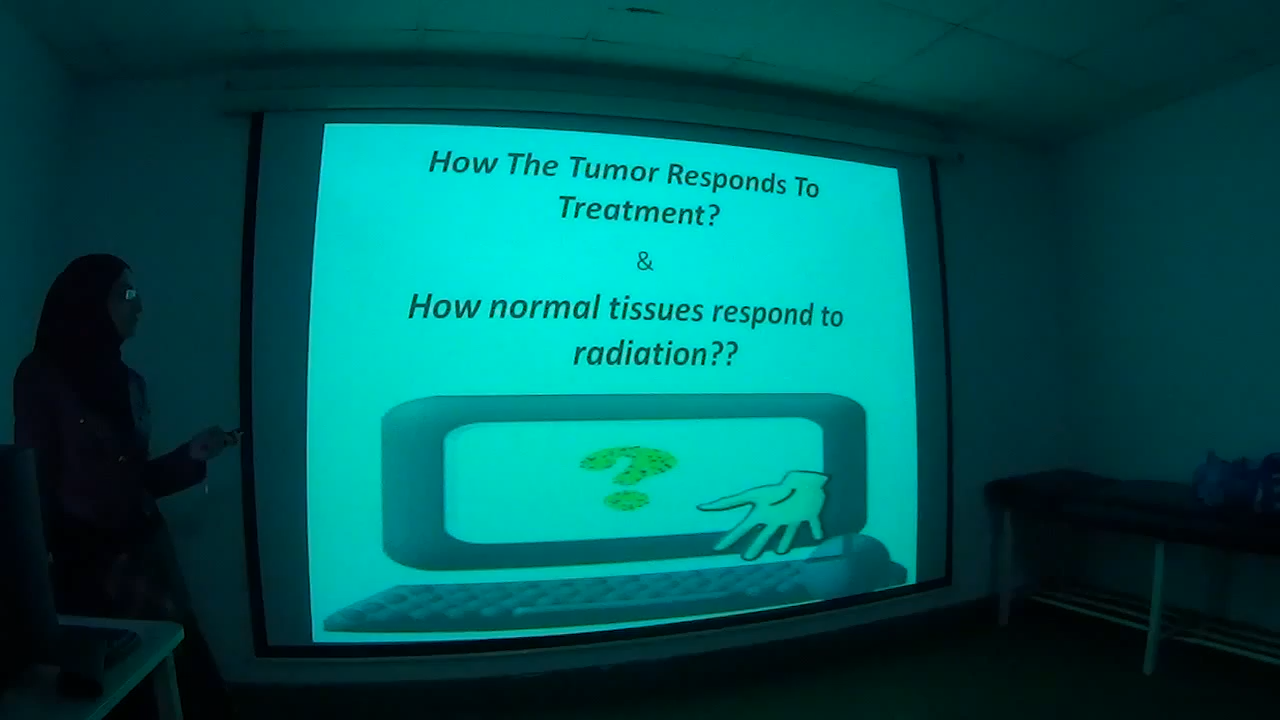 How The Tumor Responds To
Treatment?
&
How normal tissues respond to
radiation??
?